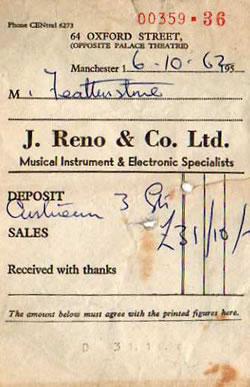 00359 • 36
Phone CENtral 6273
64 OXFORD STREET,
(OPPOSITE PALACE THEATRE)
Manchester 1 6-10-62 195
M. Featherstone
J. Reno & Co. Ltd.
Musical Instrument & Electronic Specialists
DEPOSIT
3 £31/10/-
SALES
Received with thanks
The amount below must agree with the printed figures here.